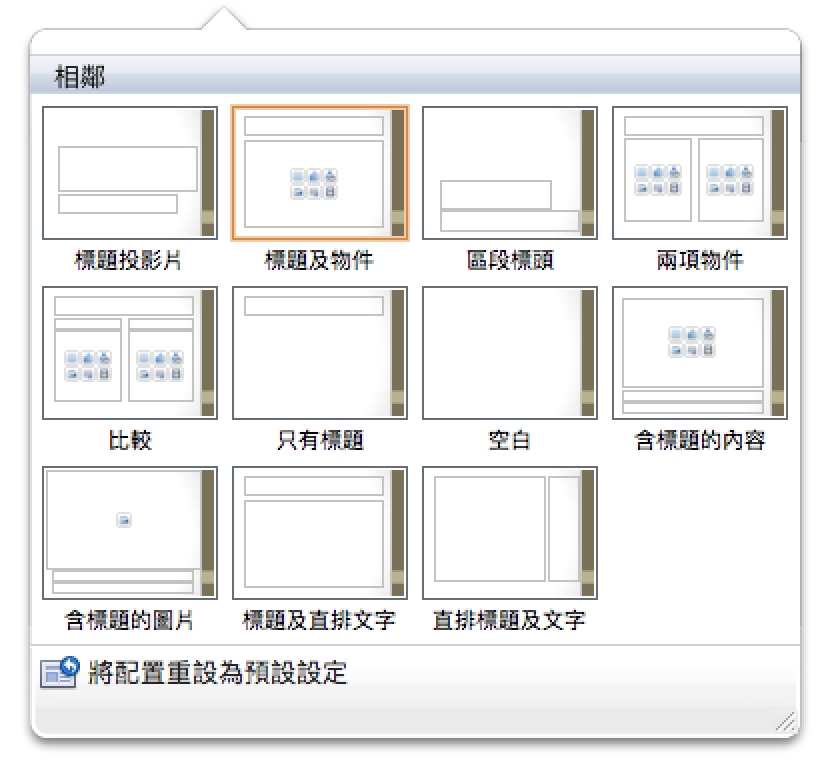 相鄰
標題投影片
標題及物件
區段標頭
兩項物件
比較
只有標題
空白
含標題的內容
含標題的圖片
標題及直排文字
直排標題及文字
將配置重設為預設設定